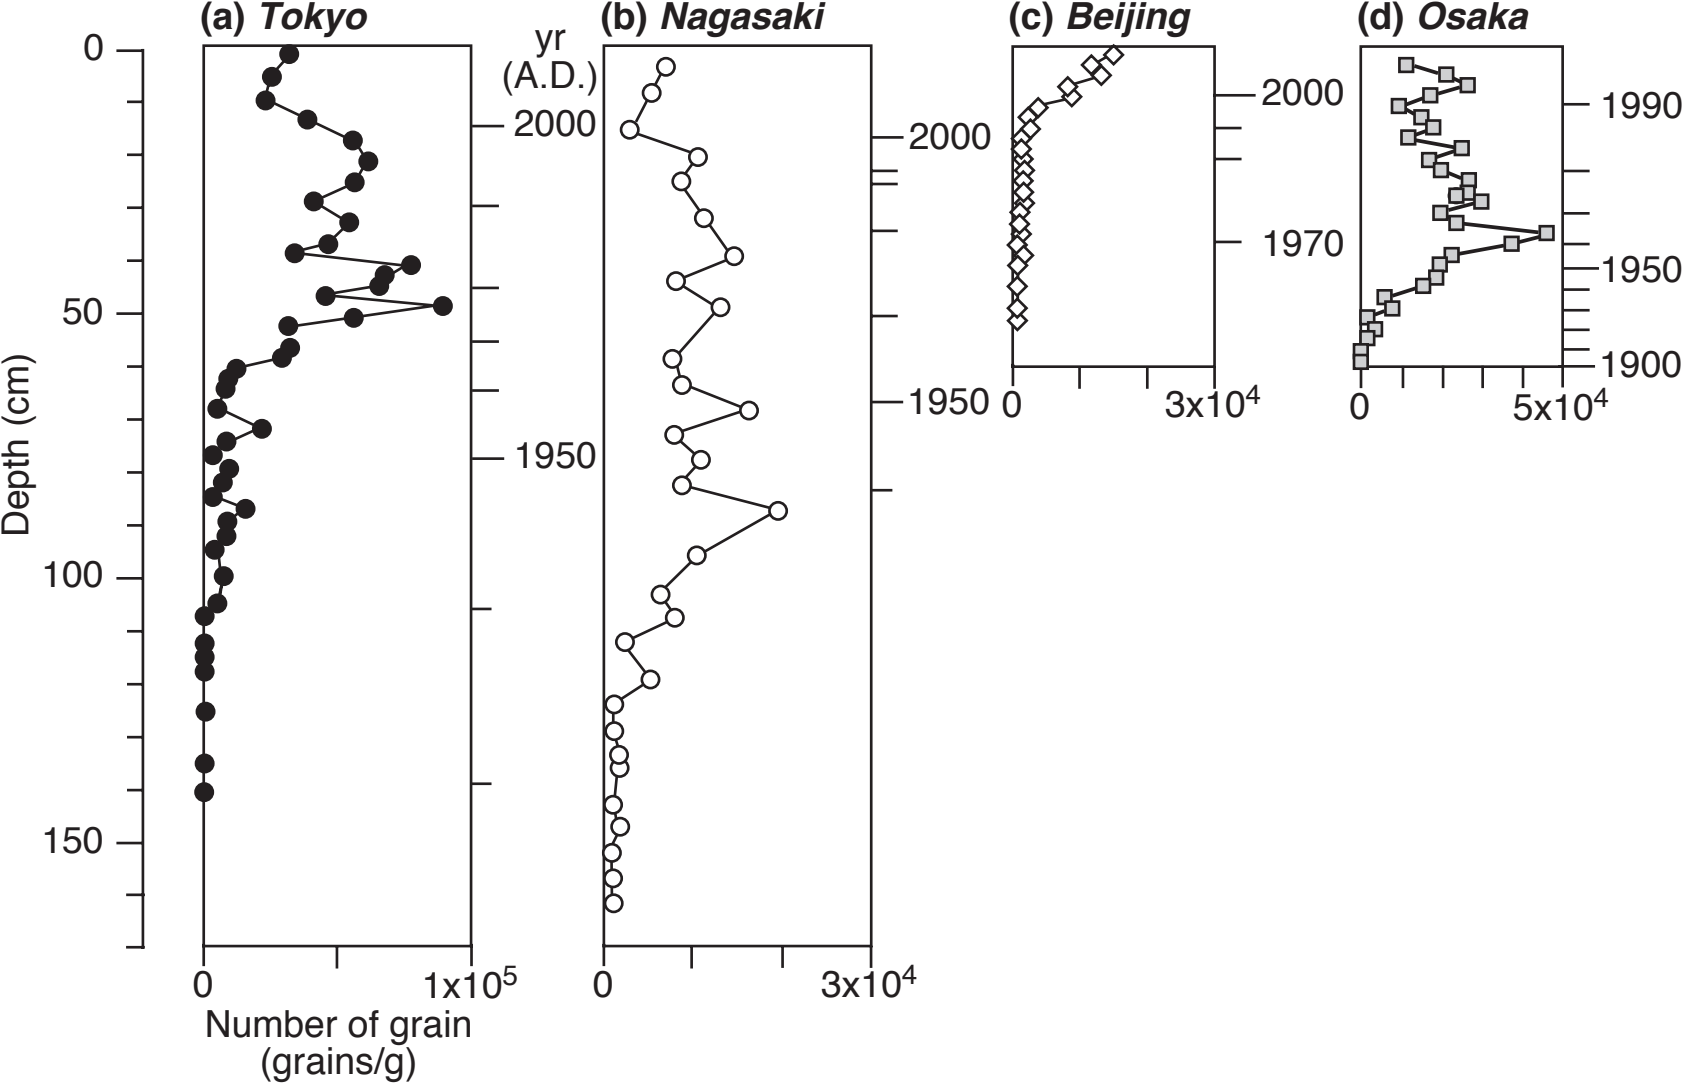 (a) Tokyo
(b) Nagasaki
(c) Beijing
(d) Osaka
yr
(A.D.)
0
50
100
150
Depth (cm)
2000
1950
0
1x10⁵
Number of grain
(grains/g)
2000
1950
0
3x10⁴
2000
1970
0
3x10⁴
1990
1950
1900
0
5x10⁴